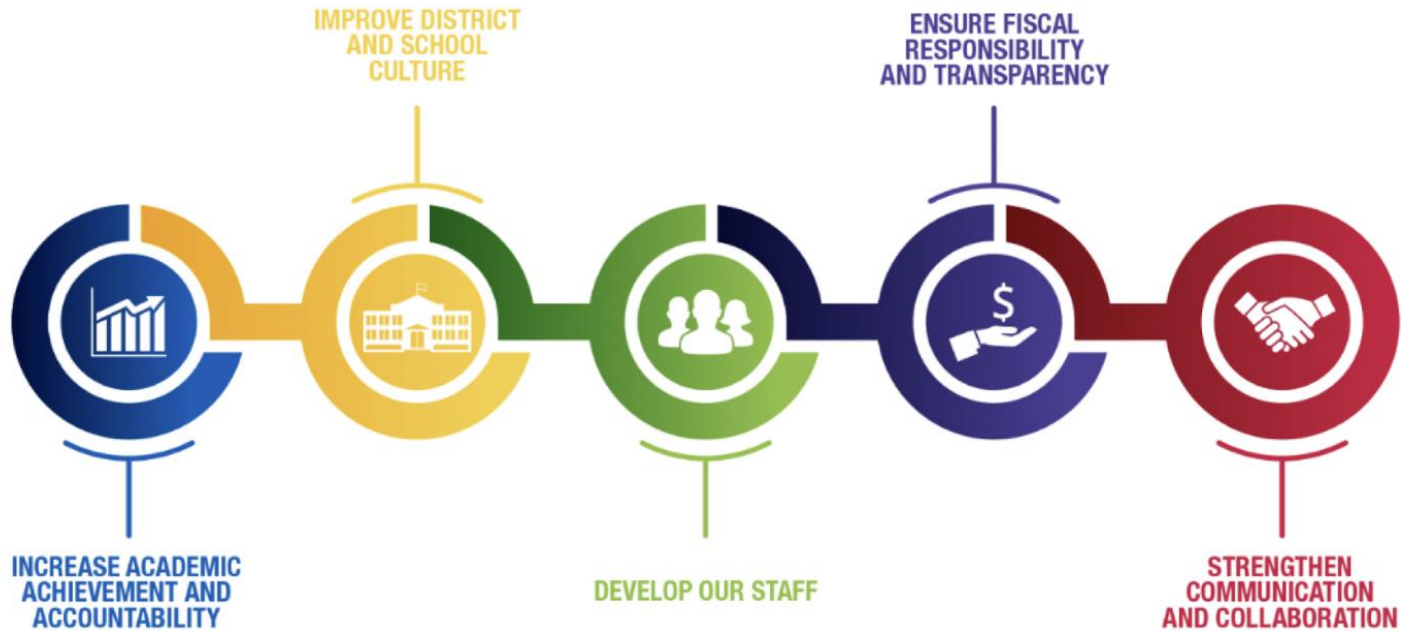 IMPROVE DISTRICT
AND SCHOOL
CULTURE
ENSURE FISCAL
RESPONSIBILITY
AND TRANSPARENCY
$
INCREASE ACADEMIC
ACHIEVEMENT AND
ACCOUNTABILITY
DEVELOP OUR STAFF
STRENGTHEN
COMMUNICATION
AND COLLABORATION